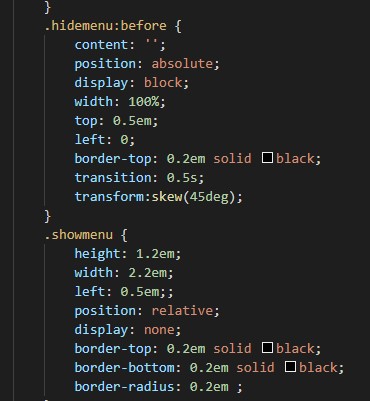 }
.hidemenu:before {
content: '';
position: absolute;
display: block;
width: 100%;
top: 0.5em;
left: 0;
border-top: 0.2em solid black;
transition: 0.5s;
transform:skew(45deg);
}
.showmenu {
height: 1.2em;
width: 2.2em;
left: 0.5em;;
position: relative;
display: none;
border-top: 0.2em solid black;
border-bottom: 0.2em solid black;
border-radius: 0.2em ;
}